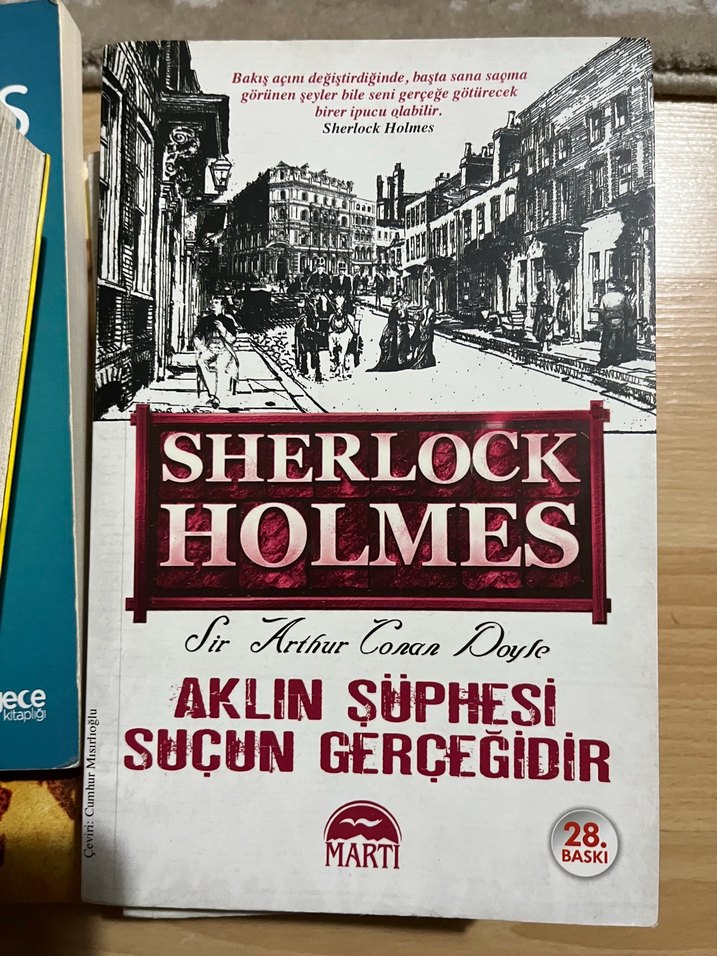 Bakış açını değiştirdiğinde, başta sana saçma
görünen şeyler bile seni gerçeğe götürecek
birer ipucu olabilir.
Sherlock Holmes
SHERLOCK
HOLMES
Sir Arthur Conan Doyle
AKLIN ŞÜPHESİ
SUÇUN GERÇEĞİDİR
Çeviri: Cumhur Mısırlıoğlu
MARTI
28.
BASKI
S
gece
kitaplığı